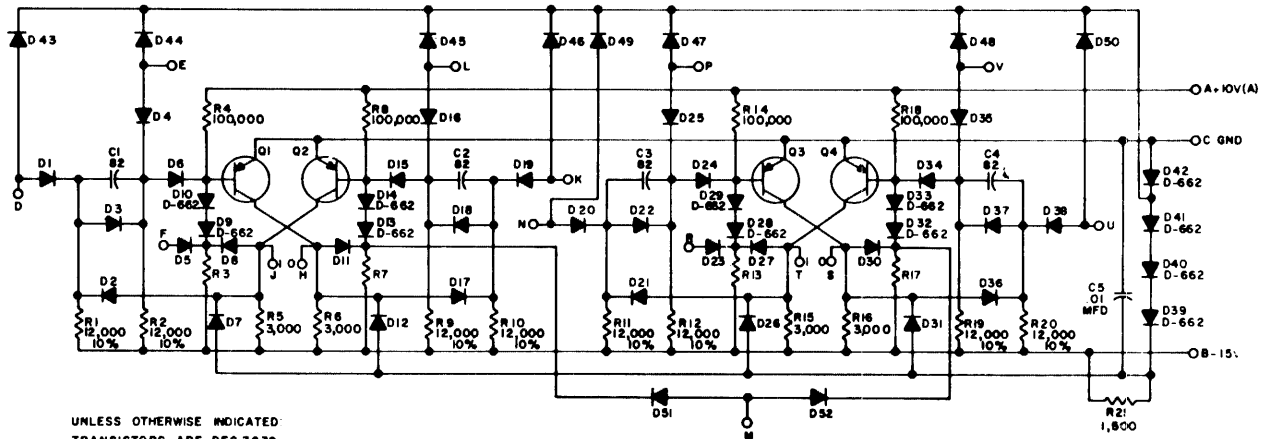 D43
D44
E
D45
L
D46
D49
D47
P
D48
V
D50
A+10V(A)
R4
100,000
R8
100,000
D16
R14
100,000
R18
100,000
D35
D4
D25
C GND
Q1
Q2
Q3
Q4
D1
C1
82
D6
D15
C2
82
D19
K
C3
82
D24
D34
C4
82
D42
D-662
D
D3
D10
D-662
D14
D-662
D18
N
D20
D22
D29
D-662
D33
D-662
D37
D38
U
D41
D-662
F
D9
D-662
D13
D-662
D28
D-662
D32
D-662
D5
D8
R3
J
1
0
H
D11
R7
D23
D27
R13
1
T
0
S
D30
R17
D40
D-662
D2
D7
D12
D17
D21
D26
D31
D36
C5
.01
MFD
D39
D-662
R1
12,000
10%
R2
12,000
10%
R5
3,000
R6
3,000
R9
12,000
10%
R10
12,000
10%
R11
12,000
10%
R12
12,000
10%
R15
3,000
R16
3,000
R19
12,000
10%
R20
12,000
10%
B-15
D51
D52
R21
UNLESS OTHERWISE INDICATED: